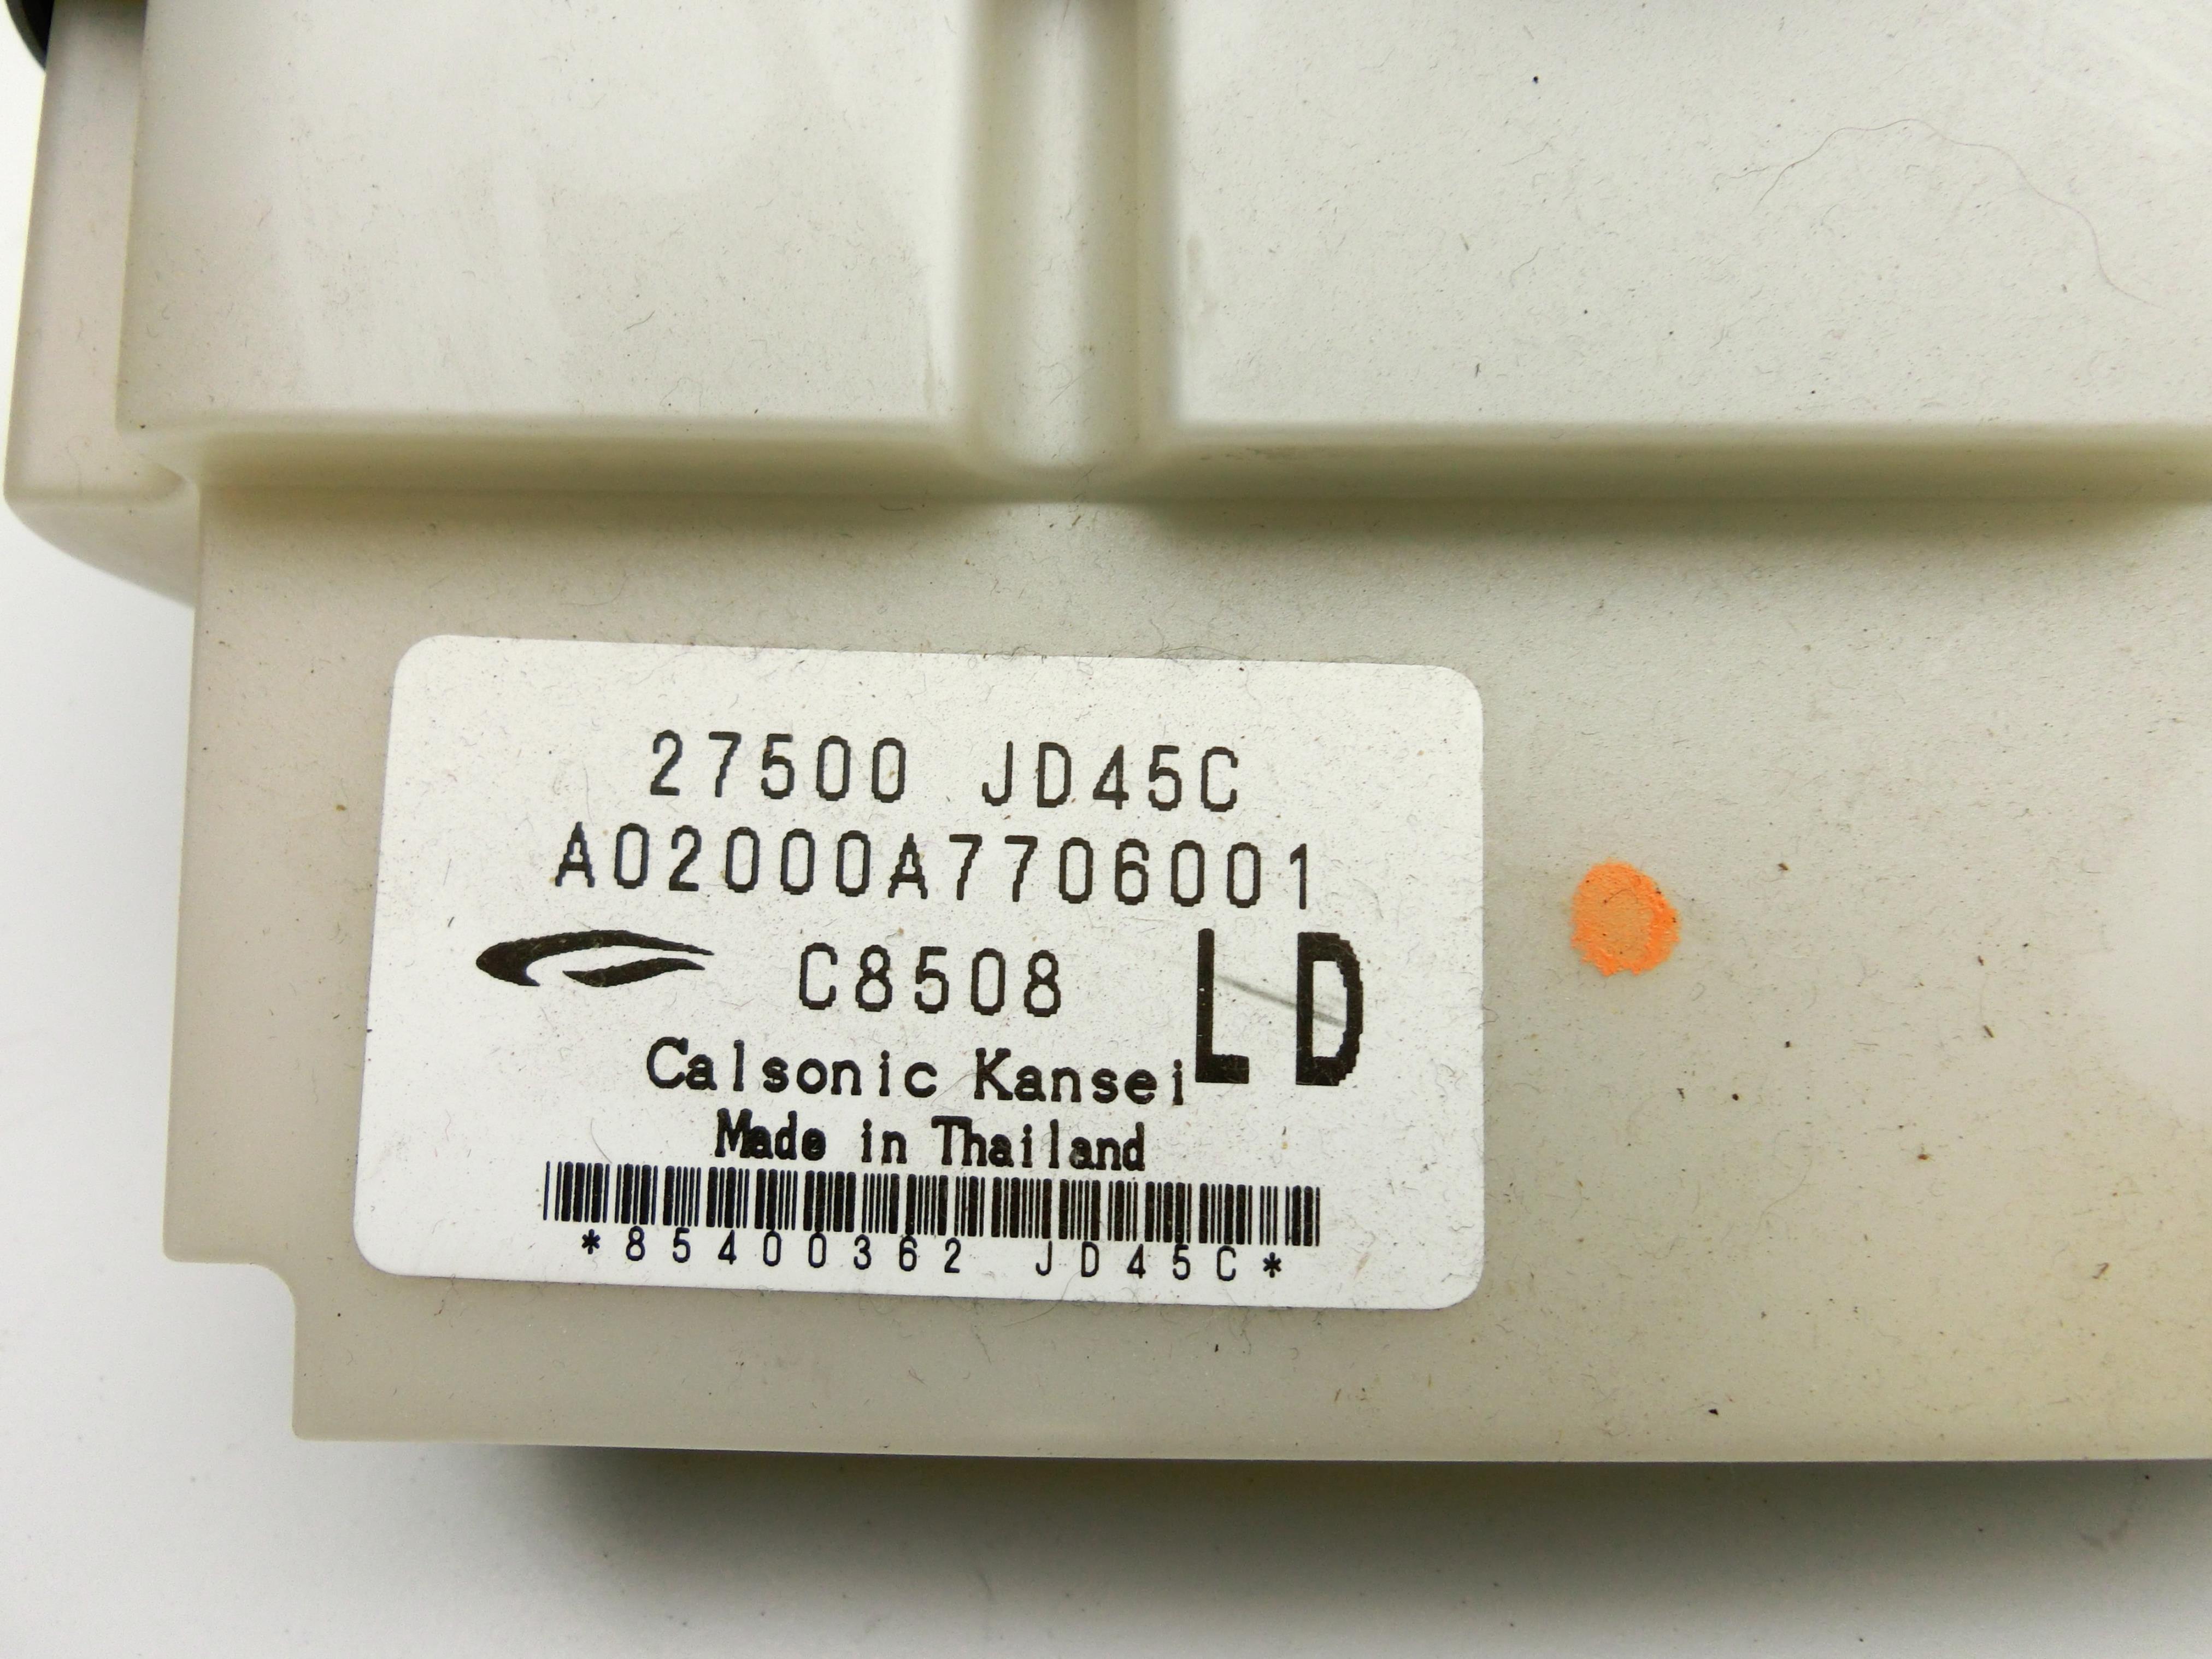 27500 JD45C
A02000A7706001
C8508 LD
Calsonic Kansei
Made in Thailand
*85400362 JD45C*